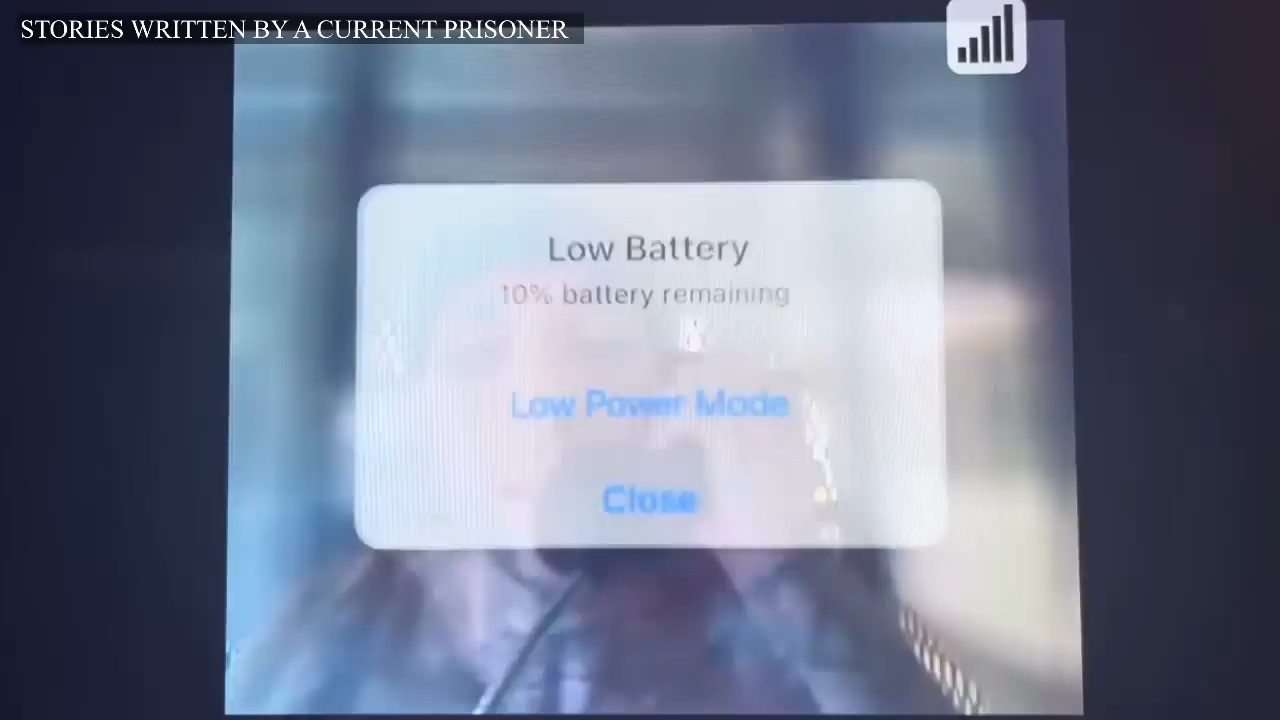 STORIES WRITTEN BY A CURRENT PRISONER
Low Battery
10% battery remaining
Low Power Mode
Close